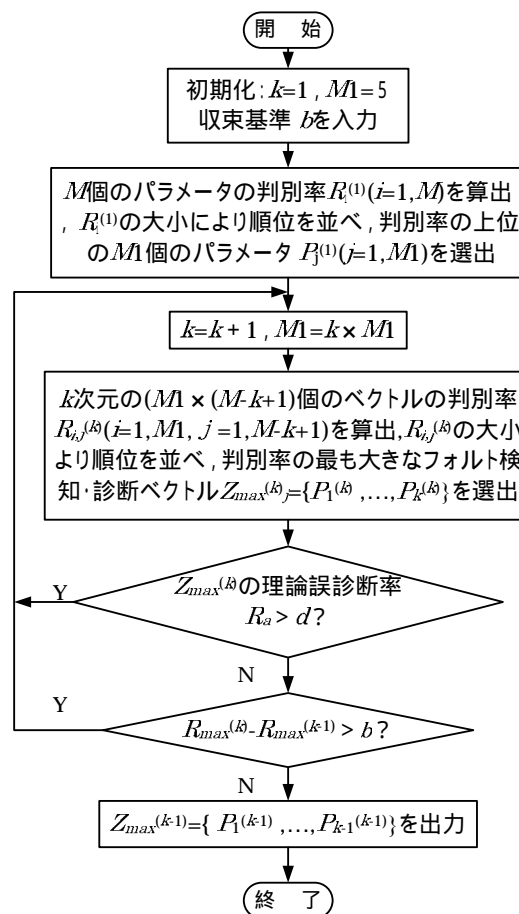 開 始
初期化: k=1 , M1=5
収束基準 bを入力
M個のパラメータの判別率Ri(1)(i=1,M)を算出
, Ri(1)の大小により順位を並べ , 判別率の上位
のM1個のパラメータ Pj(1)(j=1,M1)を選出
k=k+1 , M1=k×M1
k次元の(M1×(M-k+1)個のベクトルの判別率
Ri,j(k)(i=1,M1, j=1,M-k+1)を算出,Ri,j(k)の大小
より順位を並べ , 判別率の最も大きなフォルト検
知・診断ベクトルZmax(k)j={P1(k) ,...,Pk(k)}を選出
Zmax(k)の理論誤診断率
Y
Ra > d?
N
Y
Rmax(k)-Rmax(k-1) > b?
N
Zmax(k-1)={ P1(k-1) ,...,Pk-1(k-1)}を出力
終 了